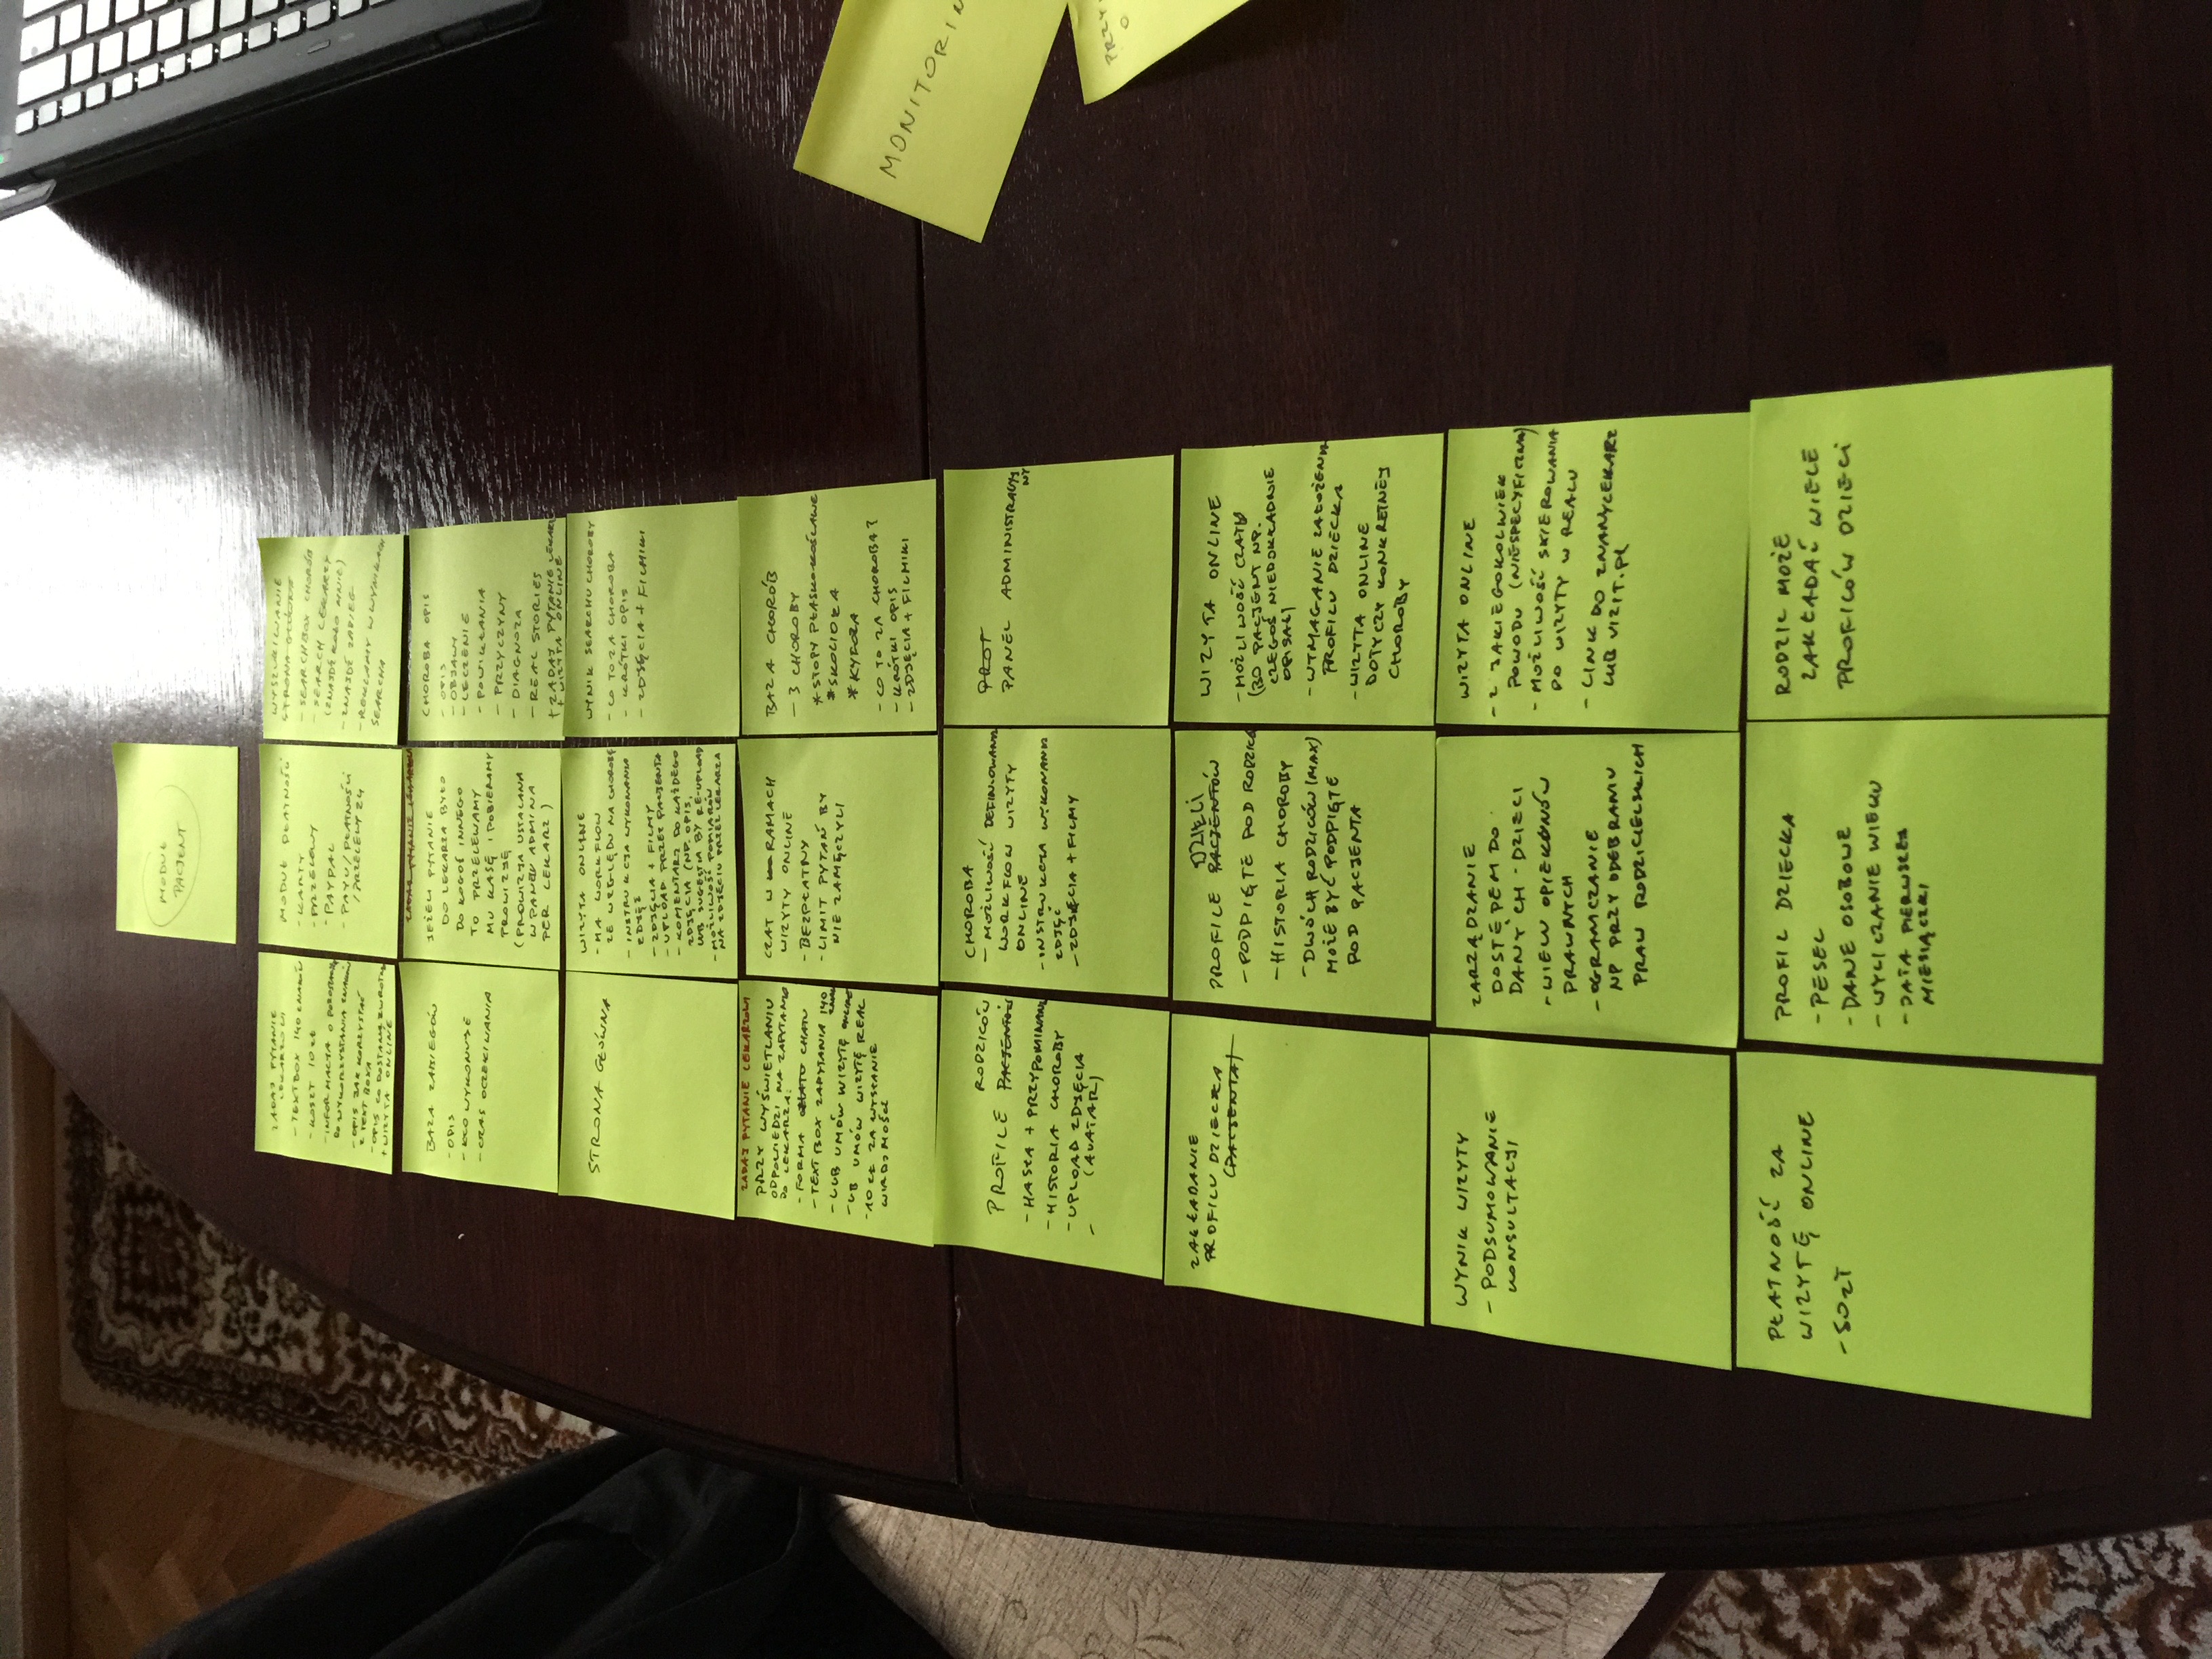 MODUŁ
PACJENT
ZADAJ PYTANIE
LEKARZOWI
- TEXTBOX 140 ZNAKÓW
- KOSZT 10 ZŁ
- INFORMACJA O
DO WYKORZYSTANIA ZNAKÓW
- OPIS JAK KORZYSTAĆ
Z TEXT BOXA
- OPIS CO DOSTANĄ ZWROTNIE
+ WIZYTA ONLINE
MODUŁ PŁATNOŚCI
- KARTY
- PRZELEWY
- PAYPAL
- PAYU / PŁATNOŚCI
/ PRZELEWY 24
WYSZUKIWANIE
STRONA GŁÓWNA
- SEARCHBOX CHORÓB
- SEARCH LEKARZY
(ZNAJDŹ KOŁO MNIE)
- ZNAJDŹ ZABIEG
- REKLAMY W WYNIKACH
SEARCHA
BAZA ZABIEGÓW
- OPIS
- KTO WYKONUJE
- CZAS OCZEKIWANIA
ZADAJ PYTANIE LEKARZOWI
JEŻELI PYTANIE
DO LEKARZA BYŁO
DO KOGOŚ INNEGO
TO PRZELEWAMY
MU KASĘ I POBIERAMY
PROWIZJĘ
(PROWIZJA USTALANA
W PANELU ADMINA
PER LEKARZ)
CHOROBA OPIS
- OPIS
- OBJAWY
- LECZENIE
- POWIKŁANIA
- PRZYCZYNY
- DIAGNOZA
- REAL STORIES
+ ZADAJ PYTANIE LEKARZ
+ WIZYTA ONLINE
STRONA GŁÓWNA
WIZYTA ONLINE
- MA WORKFLOW
ZE WZGLĘDU NA CHOROBĘ
- INSTRUKCJA WYKONANIA
ZDJĘĆ
- ZDJĘCIA + FILMY
- UPLOAD PRZEZ PACJENTA
- KOMENTARZ DO KAŻDEGO
ZDJĘCIA (NP. OPIS,
LUB SUGESTIA BY RE-UPLOAD
- MOŻLIWOŚĆ POMIARÓW
NA ZDJĘCIU PRZEZ LEKARZA
WYNIK SEARCHU CHOROBY
- CO TO ZA CHOROBA
- KRÓTKI OPIS
- ZDJĘCIA + FILMIKI
ZADAJ PYTANIE LEKARZOWI
PRZY WYŚWIETLANIU
ODPOWIEDZI NA ZAPYTANIE
DO LEKARZA:
- FORMA CZATU CHATU
- TEXTBOX ZAPYTANIA 140
ZNAK
- LUB UMÓW WIZYTĘ ONLINE
- LUB UMÓW WIZYTĘ REAL
- 10 ZŁ ZA WYSŁANIE
WIADOMOŚCI
CZAT W RAMACH
WIZYTY ONLINE
- BEZPŁATNY
- LIMIT PYTAŃ BY
NIE ZAMĘCZYLI
BAZA CHORÓB
- 3 CHOROBY
* STOPY PŁASKOKOŚLAWE
* SKOLIOZA
* KYFOZA
- CO TO ZA CHOROBA?
- KRÓTKI OPIS
- ZDJĘCIA + FILMIKI
RODZICÓW
PROFILE PACJENTÓW
- HASŁA + PRZYPOMINANI
- HISTORIA CHOROBY
- UPLOAD ZDJĘCIA
- (AVATAR)
CHOROBA
- MOŻLIWOŚĆ DEFINIOWANIA
WORKFLOW WIZYTY
ONLINE
- INSTRUKCJA WYKONANIA
ZDJĘĆ
- ZDJĘCIA + FILMY
PROF
PANEL ADMINISTRACYJ
NY
ZAKŁADANIE
PROFILU DZIECKA
(PACJENTA)
DZIECI
PROFILE PACJENTÓW
- PODPIĘTE POD RODZICA
- HISTORIA CHOROBY
- DWÓCH RODZICÓW (MAX)
MOŻE BYĆ PODPIĘTE
POD PACJENTA
WIZYTA ONLINE
- MOŻLIWOŚĆ CZATU
(BO PACJENT NP.
CZEGOŚ NIEDOKŁADNIE
OPISAŁ)
- WYMAGANIE ZAŁOŻENIA
PROFILU DZIECKA
- WIZYTA ONLINE
DOTYCZY KONKRETNEJ
CHOROBY
WYNIK WIZYTY
- PODSUMOWANIE
KONSULTACJI
ZARZĄDZANIE
DOSTĘPEM DO
DANYCH DZIECI
- WIELU OPIEKUNÓW
PRAWNYCH
- OGRANICZANIE
NP PRZY ODEBRANIU
PRAW RODZICIELSKICH
WIZYTA ONLINE
- Z JAKIEGOKOLWIEK
POWODU (NIESPECYFICZNA)
- MOŻLIWOŚĆ SKIEROWANIA
DO WIZYTY W REALU
- LINK DO ZNANYLEKARZ
LUB VIZIT.PL
PŁATNOŚĆ ZA
WIZYTĘ ONLINE
- 50 ZŁ
PROFIL DZIECKA
- PESEL
- DANE OSOBOWE
- WYLICZANIE WIEKU
- DATA PIERWSZEJ
MIESIĄCZKI
RODZIC MOŻE
ZAKŁADAĆ WIELE
PROFILÓW DZIECI
MONITORIN
PRZY
O